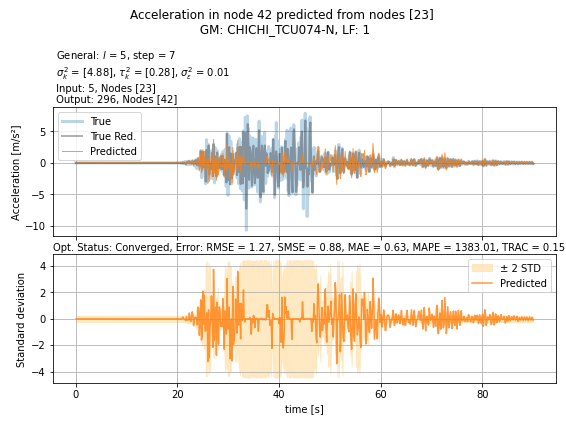 Acceleration in node 42 predicted from nodes [23]
GM: CHICHI_TCU074-N, LF: 1
General: l = 5, step = 7
σ²ₖ = [4.88], τ²ₖ = [0.28], σ²ε = 0.01
Input: 5, Nodes [23]
Output: 296, Nodes [42]
Acceleration [m/s²]
5
0
−5
−10
True
True Red.
Predicted
Opt. Status: Converged, Error: RMSE = 1.27, SMSE = 0.88, MAE = 0.63, MAPE = 1383.01, TRAC = 0.15
Standard deviation
4
2
0
−2
−4
± 2 STD
Predicted
0 20 40 60 80
time [s]